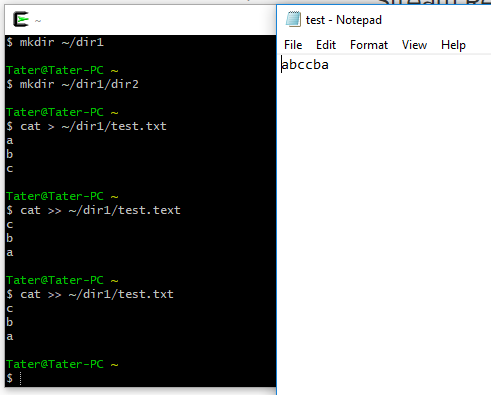 ~
$ mkdir ~/dir1
Tater@Tater-PC ~
$ mkdir ~/dir1/dir2
Tater@Tater-PC ~
$ cat > ~/dir1/test.txt
a
b
c
Tater@Tater-PC ~
$ cat >> ~/dir1/test.text
c
b
a
Tater@Tater-PC ~
$ cat >> ~/dir1/test.txt
c
b
a
Tater@Tater-PC ~
$
test - Notepad
File Edit Format View Help
abccba